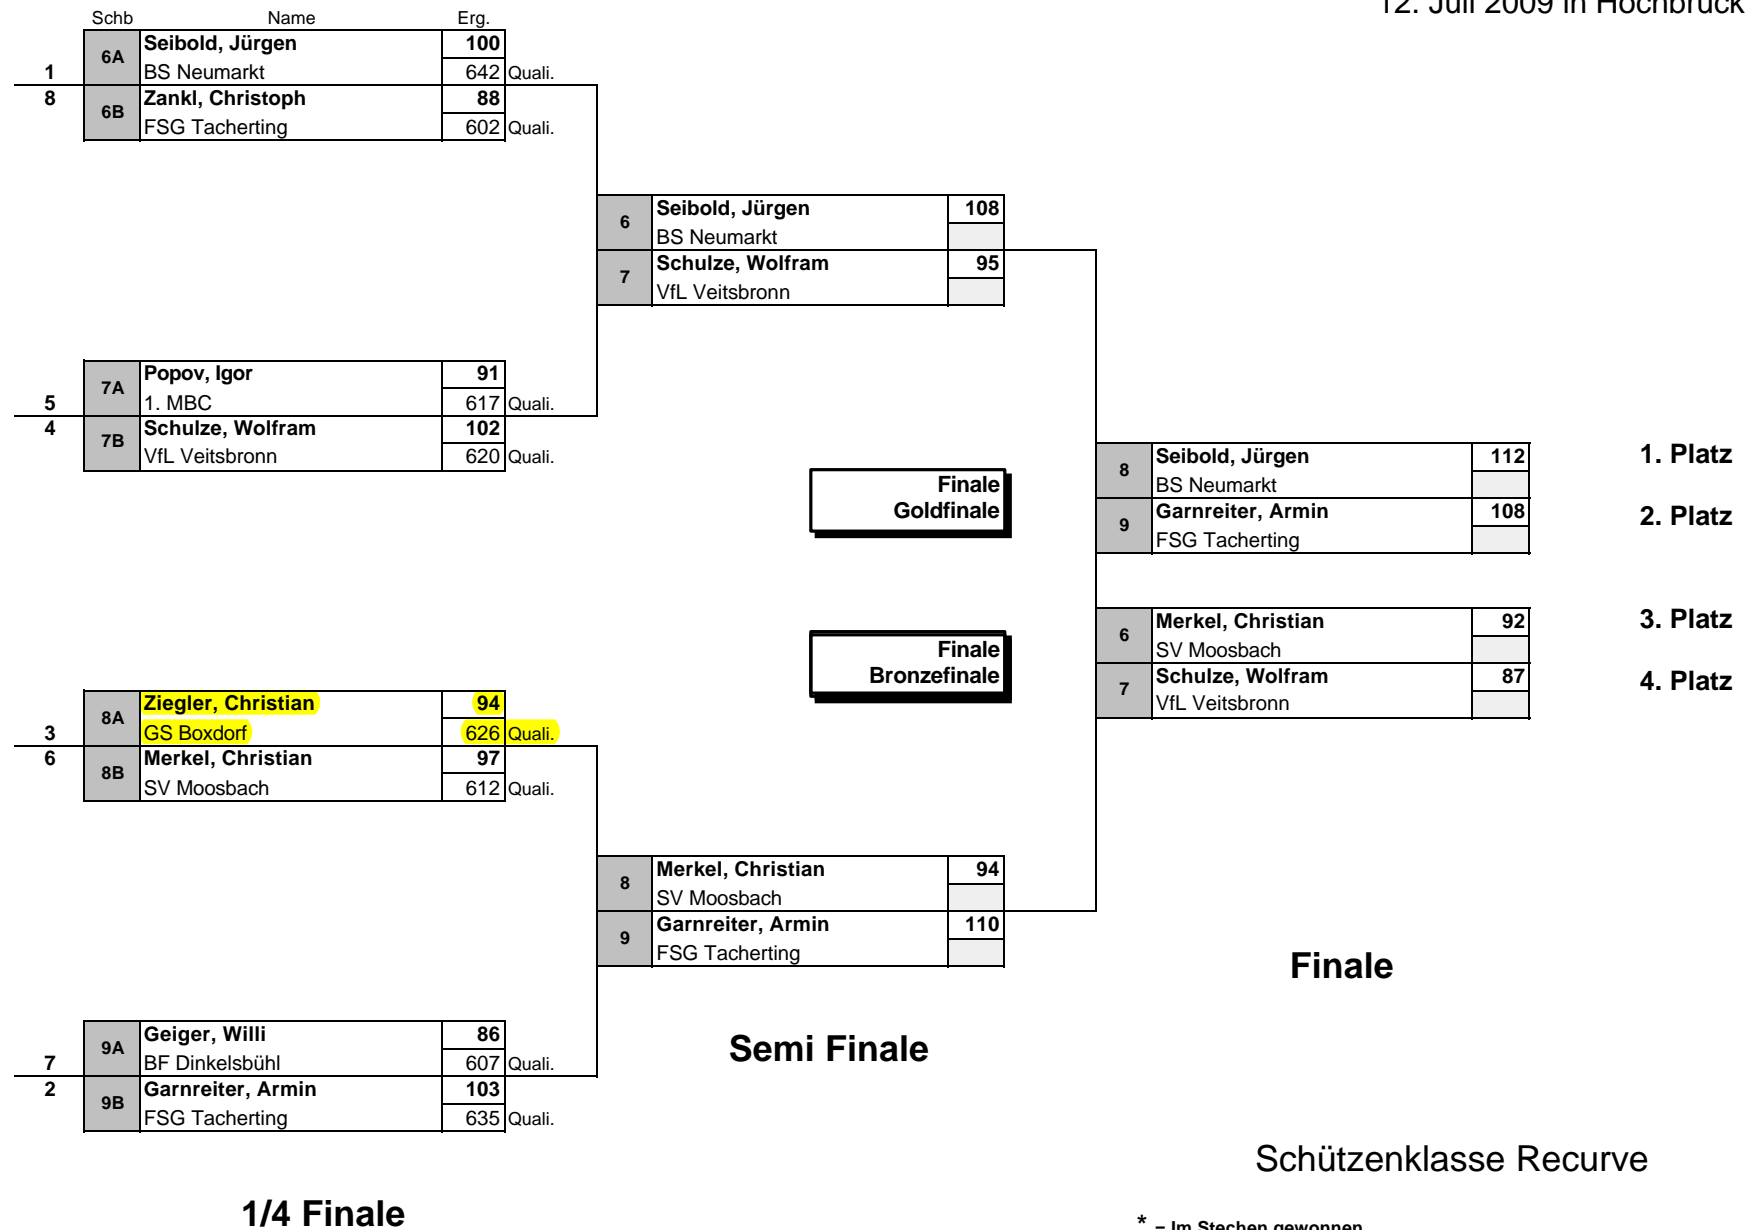 12. Juli 2009 in Hochbrück
Schb Name Erg.
6A Seibold, Jürgen 100
1 BS Neumarkt 642 Quali.
8 6B Zankl, Christoph 88
FSG Tacherting 602 Quali.
6 Seibold, Jürgen 108
BS Neumarkt
7 Schulze, Wolfram 95
VfL Veitsbronn
7A Popov, Igor 91
5 1. MBC 617 Quali.
4 7B Schulze, Wolfram 102
VfL Veitsbronn 620 Quali.
8 Seibold, Jürgen 112 1. Platz
BS Neumarkt
9 Garnreiter, Armin 108 2. Platz
FSG Tacherting
Finale
Goldfinale
6 Merkel, Christian 92 3. Platz
SV Moosbach
7 Schulze, Wolfram 87 4. Platz
VfL Veitsbronn
Finale
Bronzefinale
8A Ziegler, Christian 94
3 GS Boxdorf 626 Quali.
6 8B Merkel, Christian 97
SV Moosbach 612 Quali.
8 Merkel, Christian 94
SV Moosbach
9 Garnreiter, Armin 110
FSG Tacherting
Finale
9A Geiger, Willi 86
7 BF Dinkelsbühl 607 Quali.
2 9B Garnreiter, Armin 103
FSG Tacherting 635 Quali.
Semi Finale
Schützenklasse Recurve
1/4 Finale
* = Im Stechen gewonnen